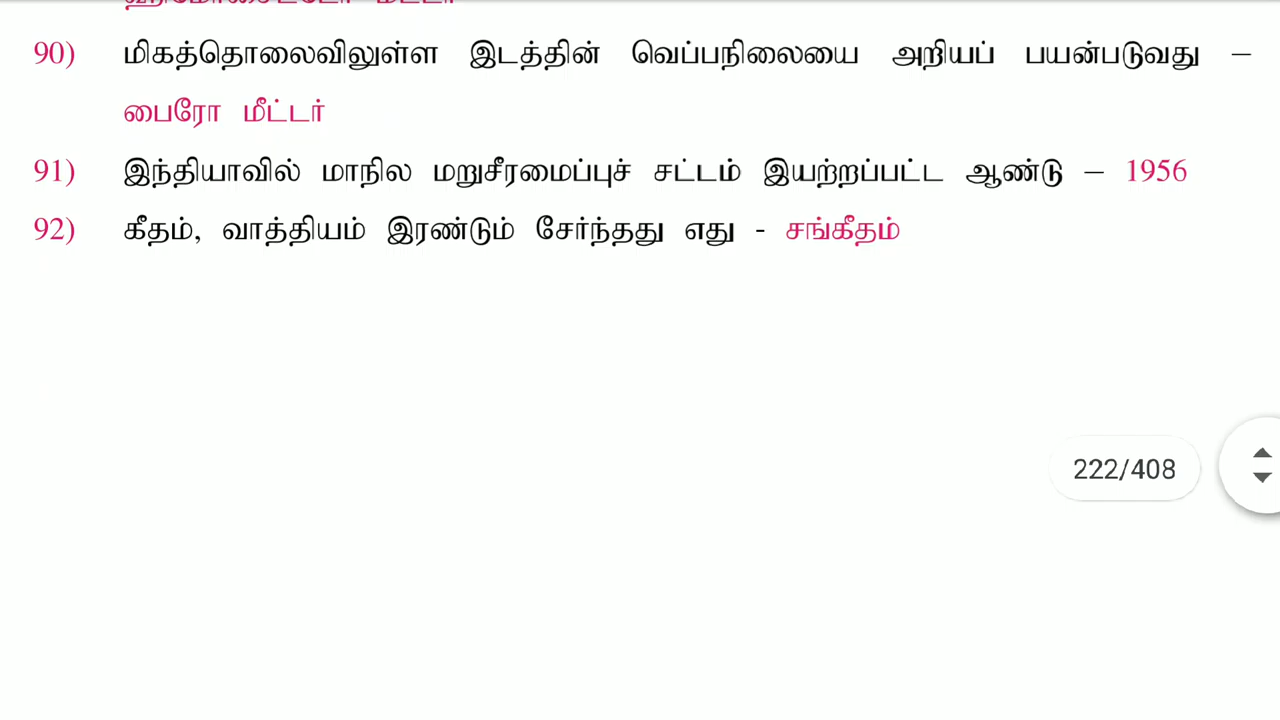 90) மிகத்தொலைவிலுள்ள இடத்தின் வெப்பநிலையை அறியப் பயன்படுவது –
பைரோ மீட்டர்
91) இந்தியாவில் மாநில மறுசீரமைப்புச் சட்டம் இயற்றப்பட்ட ஆண்டு – 1956
92) கீதம், வாத்தியம் இரண்டும் சேர்ந்தது எது - சங்கீதம்
222/408